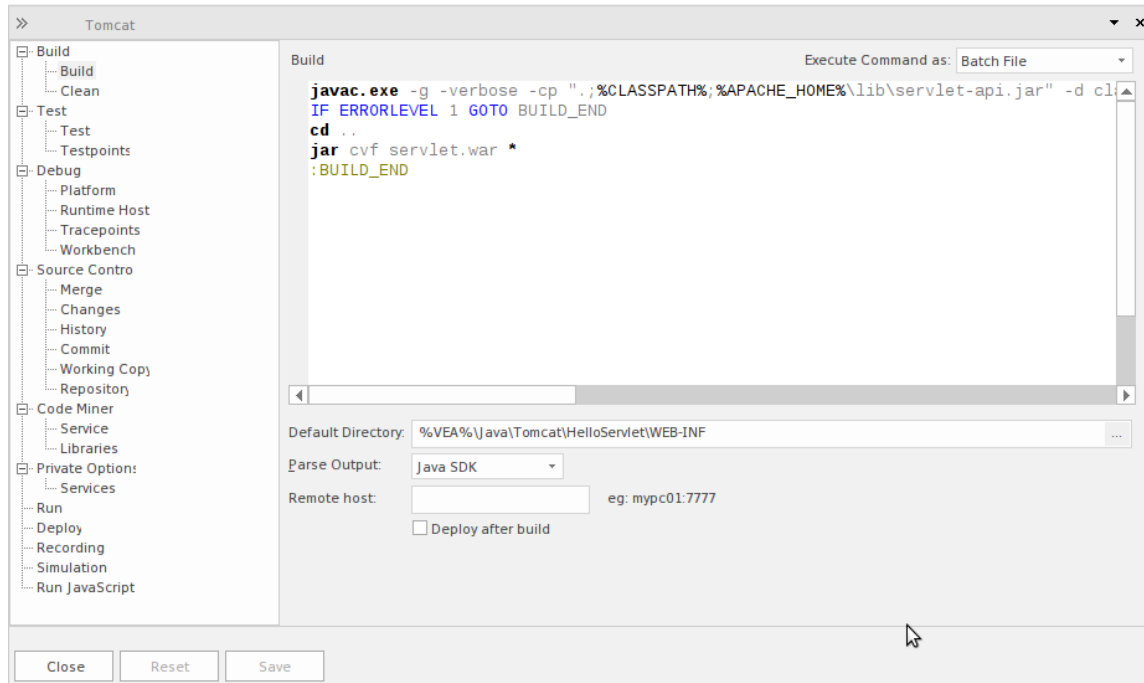 Tomcat
Build
Build
Clean
Test
Test
Testpoints
Debug
Platform
Runtime Host
Tracepoints
Workbench
Source Contro
Merge
Changes
History
Commit
Working Copy
Repository
Code Miner
Service
Libraries
Private Options
Services
Run
Deploy
Recording
Simulation
Run JavaScript
Build
Execute Command as: Batch File
javac.exe -g -verbose -cp ".;%CLASSPATH%;%APACHE_HOME%\lib\servlet-api.jar" -d cla
IF ERRORLEVEL 1 GOTO BUILD_END
cd ..
jar cvf servlet.war *
:BUILD_END
Default Directory: %VEA%\Java\Tomcat\HelloServlet\WEB-INF ...
Parse Output: Java SDK
Remote host: eg: mypc01:7777
Deploy after build
Close Reset Save